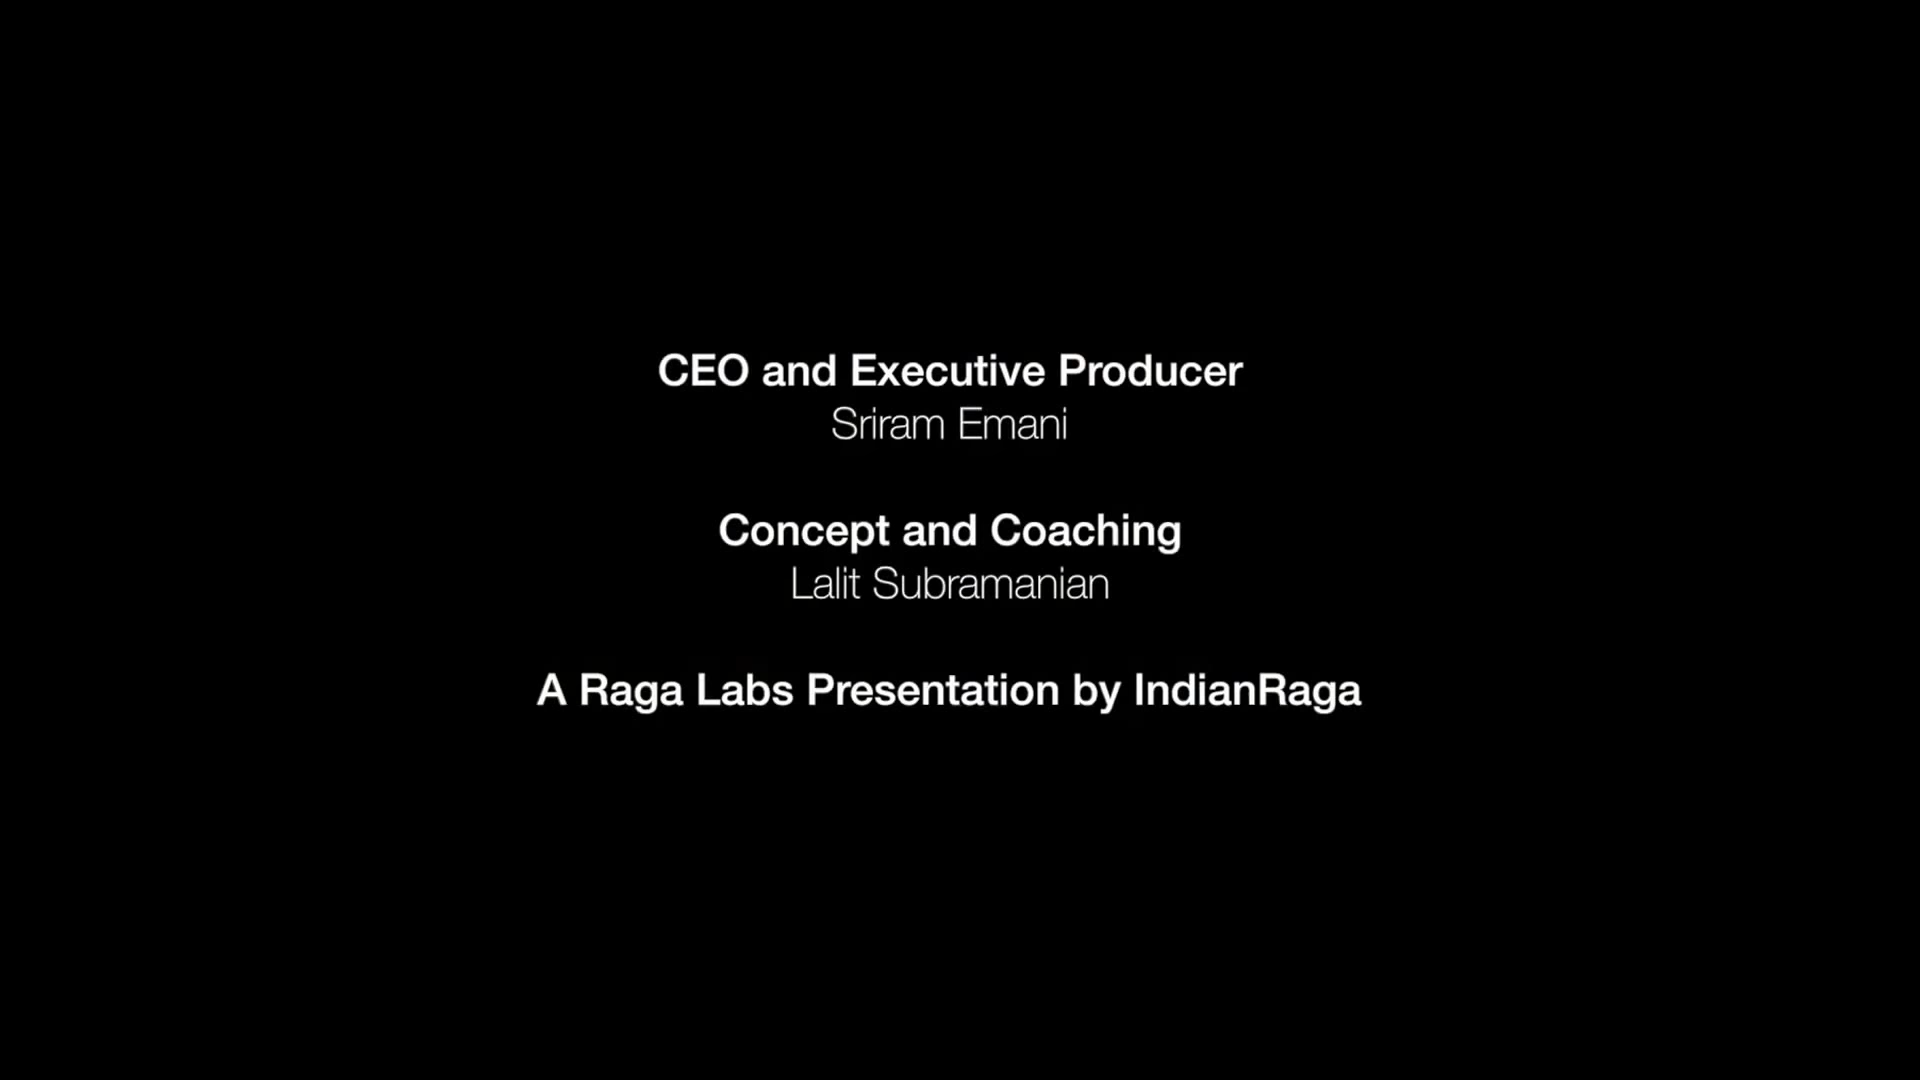 CEO and Executive Producer
Sriram Emani
Concept and Coaching
Lalit Subramanian
A Raga Labs Presentation by IndianRaga